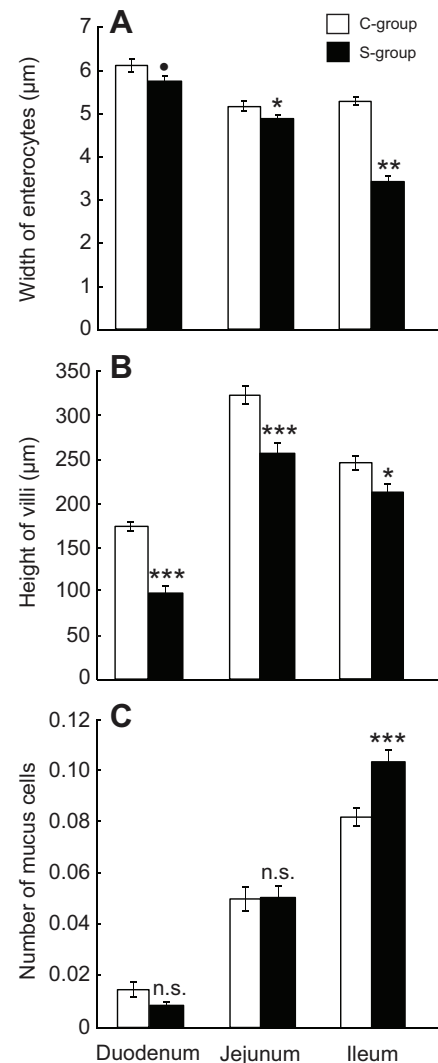 A
C-group
S-group
Width of enterocytes (µm)
7
6
5
4
3
2
1
0
•
*
**
B
Height of villi (µm)
350
300
250
200
150
100
50
0
***
***
*
C
Number of mucus cells
0.12
0.10
0.08
0.06
0.04
0.02
0
n.s.
n.s.
***
Duodenum Jejunum Ileum